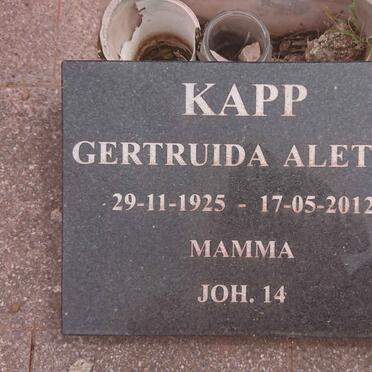 KAPP
GERTRUIDA ALET
29-11-1925 - 17-05-2012
MAMMA
JOH. 14